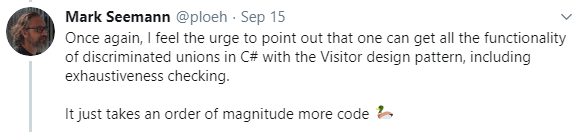 Mark Seemann @ploeh · Sep 15
Once again, I feel the urge to point out that one can get all the functionality
of discriminated unions in C# with the Visitor design pattern, including
exhaustiveness checking.
It just takes an order of magnitude more code